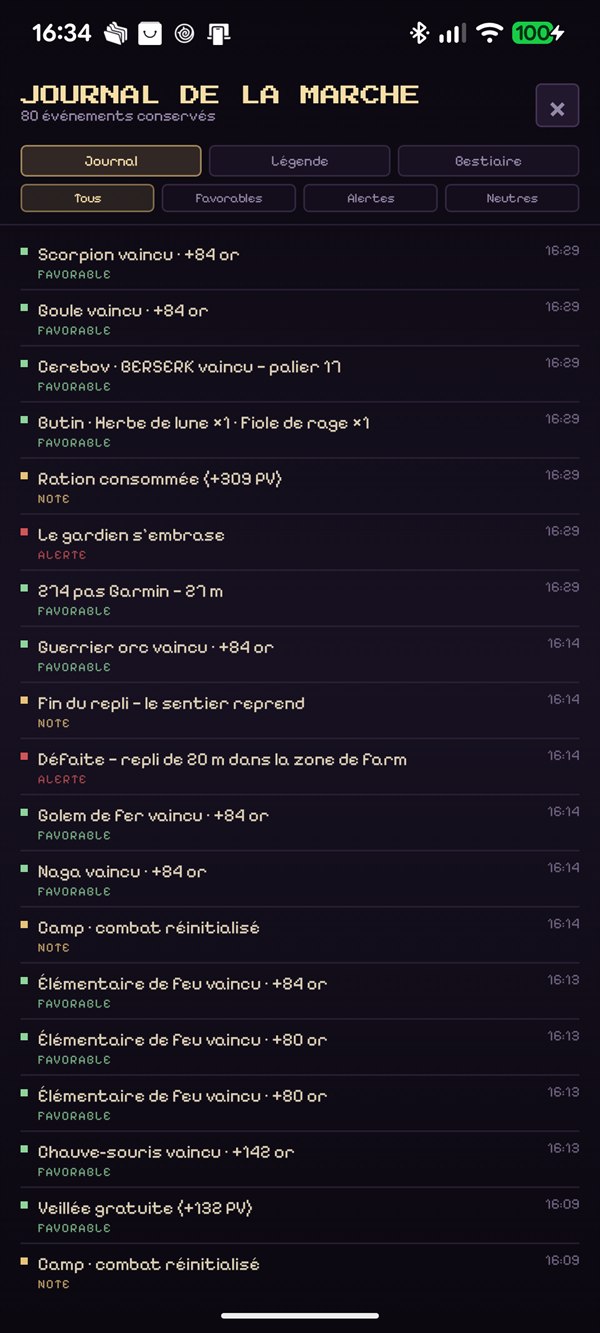 16:34
100
JOURNAL DE LA MARCHE
80 événements conservés
×
Journal
Légende
Bestiaire
Tous
Favorables
Alertes
Neutres
Scorpion vaincu · +84 or
16:29
FAVORABLE
Goule vaincu · +84 or
16:29
FAVORABLE
Cerebov · BERSERK vaincu – palier 17
16:29
FAVORABLE
Butin · Herbe de lune ×1 · Fiole de rage ×1
16:29
FAVORABLE
Ration consommée (+309 PV)
16:29
NOTE
Le gardien s'embrase
16:29
ALERTE
274 pas Garmin – 27 m
16:29
FAVORABLE
Guerrier orc vaincu · +84 or
16:14
FAVORABLE
Fin du repli – le sentier reprend
16:14
NOTE
Défaite – repli de 20 m dans la zone de farm
16:14
ALERTE
Golem de fer vaincu · +84 or
16:14
FAVORABLE
Naga vaincu · +84 or
16:14
FAVORABLE
Camp · combat réinitialisé
16:14
NOTE
Élémentaire de feu vaincu · +84 or
16:13
FAVORABLE
Élémentaire de feu vaincu · +80 or
16:13
FAVORABLE
Élémentaire de feu vaincu · +80 or
16:13
FAVORABLE
Chauve-souris vaincu · +142 or
16:13
FAVORABLE
Veillée gratuite (+132 PV)
16:09
FAVORABLE
Camp · combat réinitialisé
16:09
NOTE